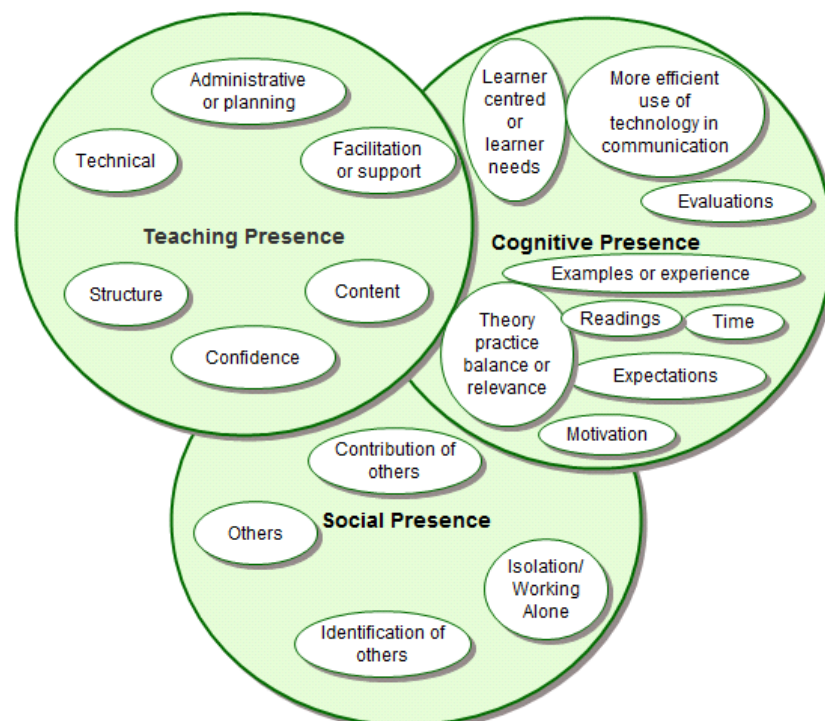 Administrative
or planning
Technical
Facilitation
or support
Teaching Presence
Structure
Content
Confidence
Learner
centred
or
learner
needs
More efficient
use of
technology in
communication
Evaluations
Cognitive Presence
Examples or experience
Theory
practice
balance or
relevance
Readings
Time
Expectations
Motivation
Contribution of
others
Social Presence
Others
Isolation/
Working
Alone
Identification of
others